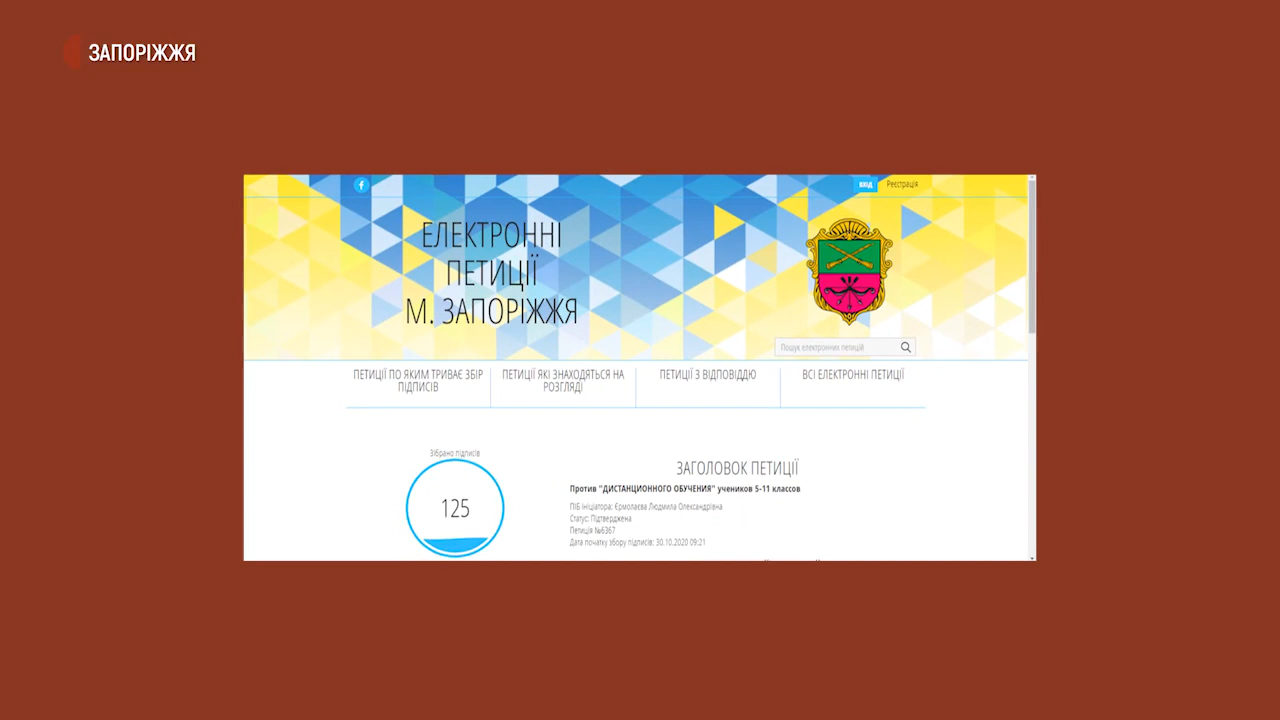 ЗАПОРІЖЖЯ
ВХІД
Реєстрація
ЕЛЕКТРОННІ
ПЕТИЦІЇ
М. ЗАПОРІЖЖЯ
Пошук електронних петицій
ПЕТИЦІЇ ПО ЯКИМ ТРИВАЄ ЗБІР
ПІДПИСІВ
ПЕТИЦІЇ ЯКІ ЗНАХОДЯТЬСЯ НА
РОЗГЛЯДІ
ПЕТИЦІЇ З ВІДПОВІДДЮ
ВСІ ЕЛЕКТРОННІ ПЕТИЦІЇ
Зібрано підписів
125
ЗАГОЛОВОК ПЕТИЦІЇ
Против "ДИСТАНЦИОННОГО ОБУЧЕНИЯ" учеников 5-11 классов
ПІБ Ініціатора: Єрмолаєва Людмила Олександрівна
Статус: Підтверджена
Петиція №6367
Дата початку збору підписів: 30.10.2020 09:21